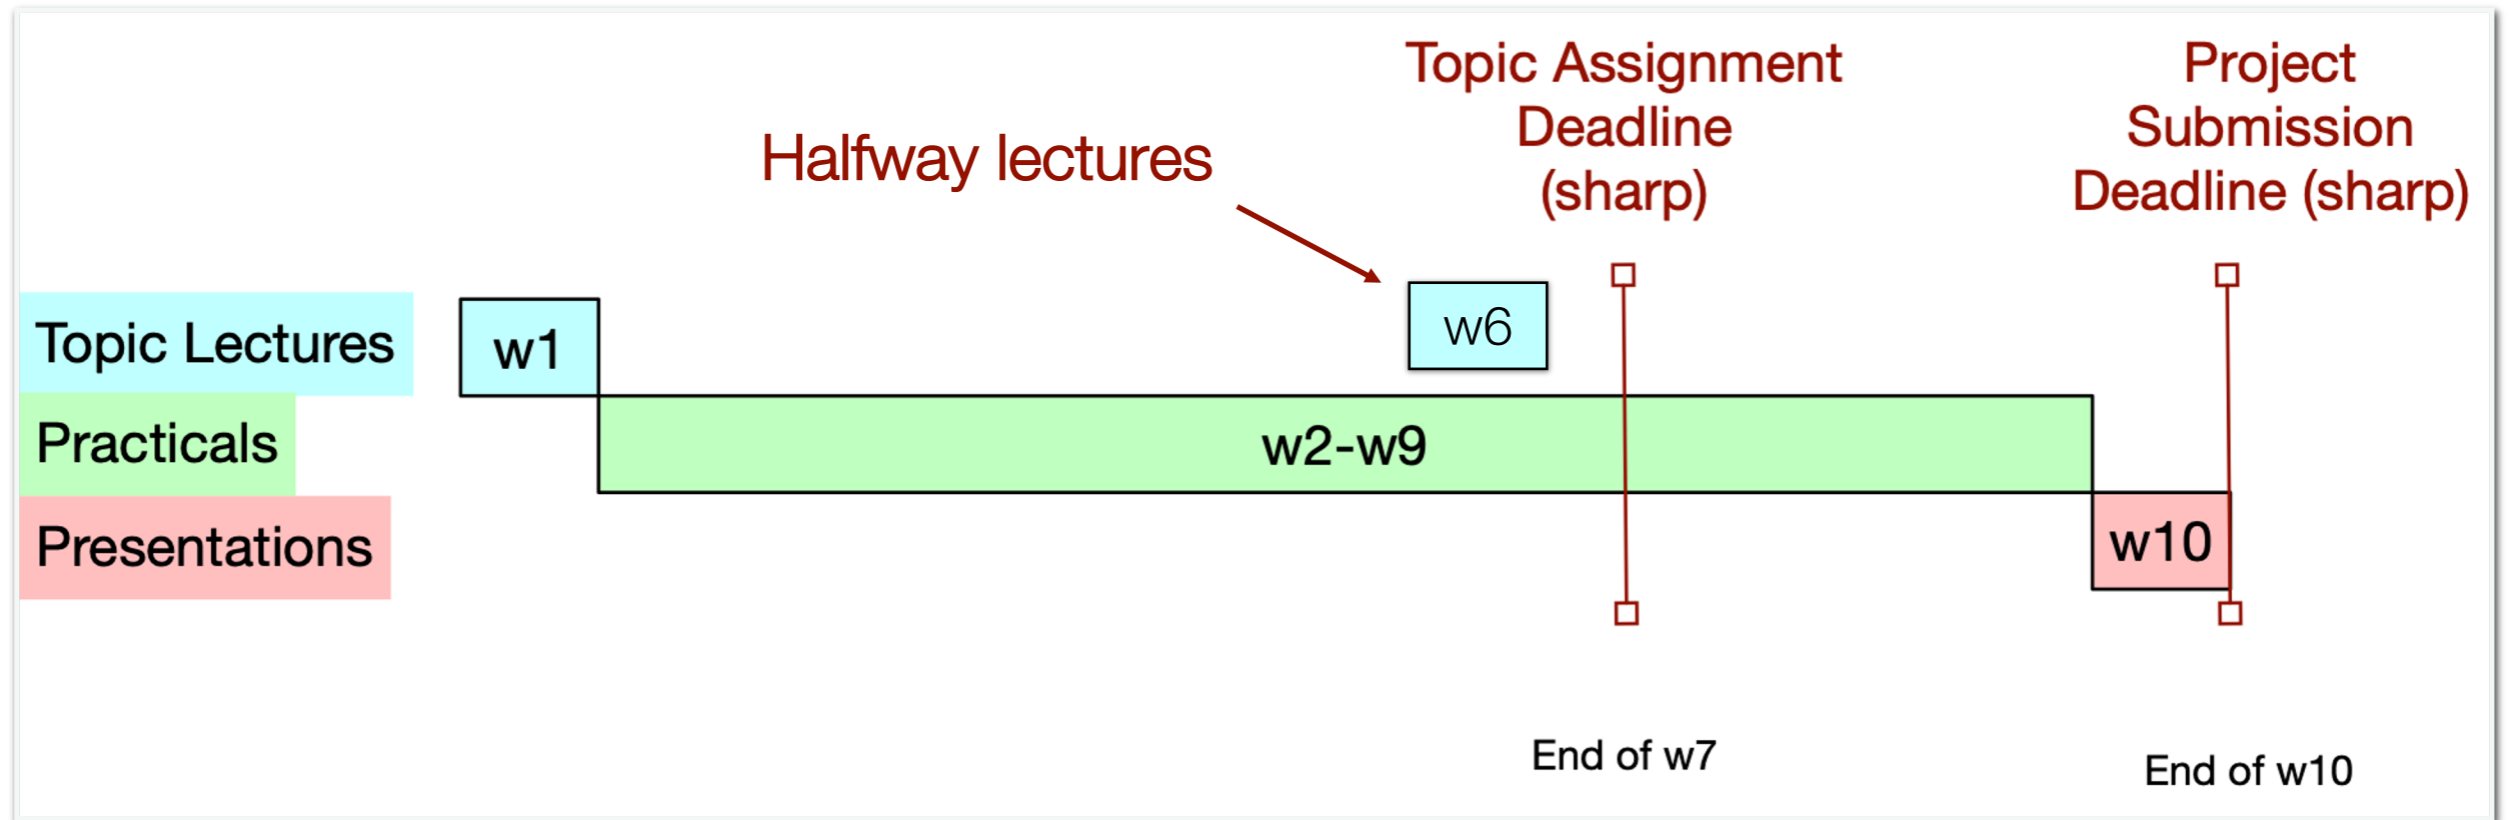 Topic Assignment
Deadline
(sharp)
Project
Submission
Deadline (sharp)
Halfway lectures
Topic Lectures
w1
w6
Practicals
w2-w9
Presentations
w10
End of w7
End of w10